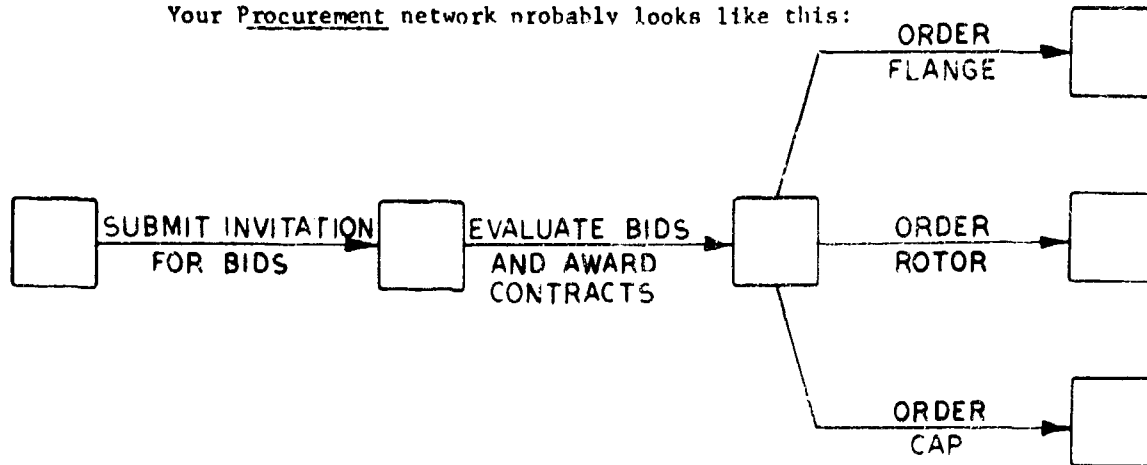 Your Procurement network probably looks like this:
ORDER
FLANGE
SUBMIT INVITATION
FOR BIDS
EVALUATE BIDS
AND AWARD
CONTRACTS
ORDER
ROTOR
ORDER
CAP